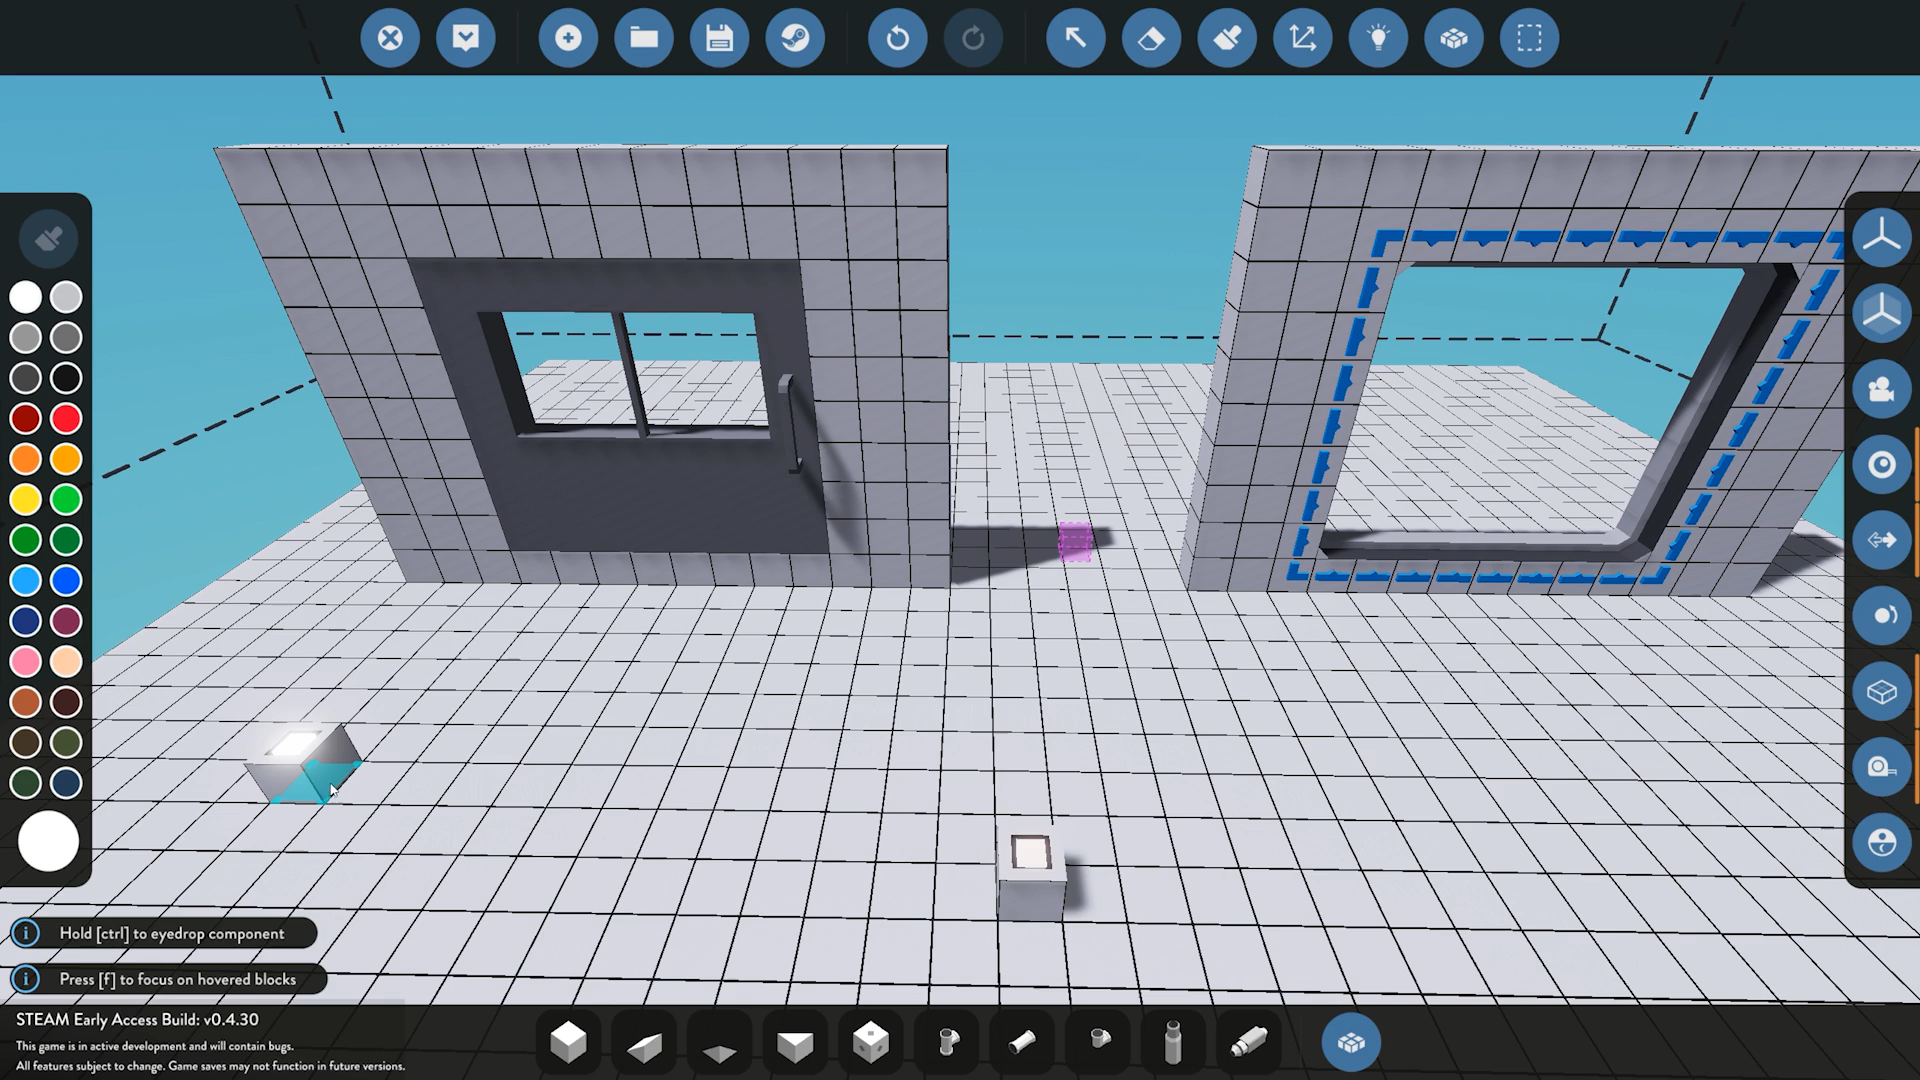 Hold [ctrl] to eyedrop component
Press [f] to focus on hovered blocks
STEAM Early Access Build: v0.4.30
This game is in active development and will contain bugs.
All features subject to change. Game saves may not function in future versions.